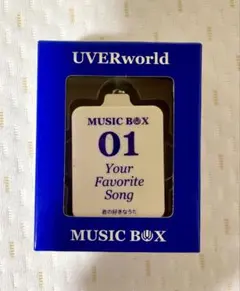 UVERworld
MUSIC BOX
01
Your
Favorite
Song
君の好きなうた
MUSIC BOX